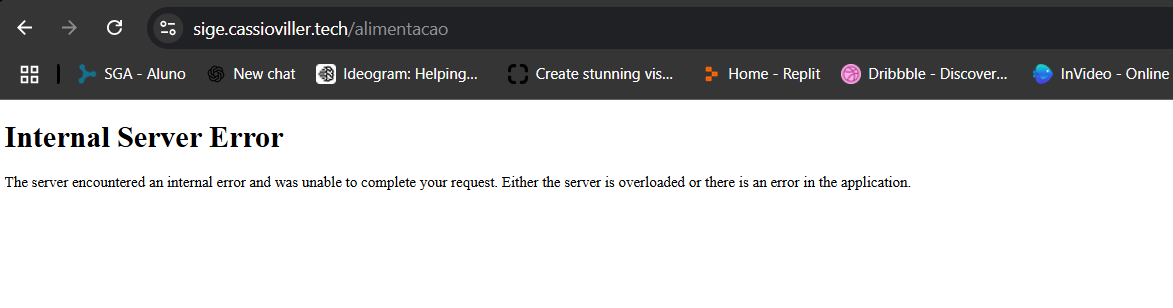 sige.cassioviller.tech/alimentacao
SGA - Aluno New chat Ideogram: Helping... Create stunning vis... Home - Replit Dribbble - Discover... InVideo - Online
Internal Server Error
The server encountered an internal error and was unable to complete your request. Either the server is overloaded or there is an error in the application.